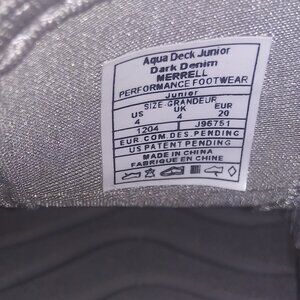 Aqua Deck Junior
Dark Denim
MERRELL
PERFORMANCE FOOTWEAR
Junior
SIZE-GRANDEUR
US UK EUR
4 4 20
1204 J96751
EUR COM.DES.PENDING
US PATENT PENDING
MADE IN CHINA
FABRIQUE EN CHINE